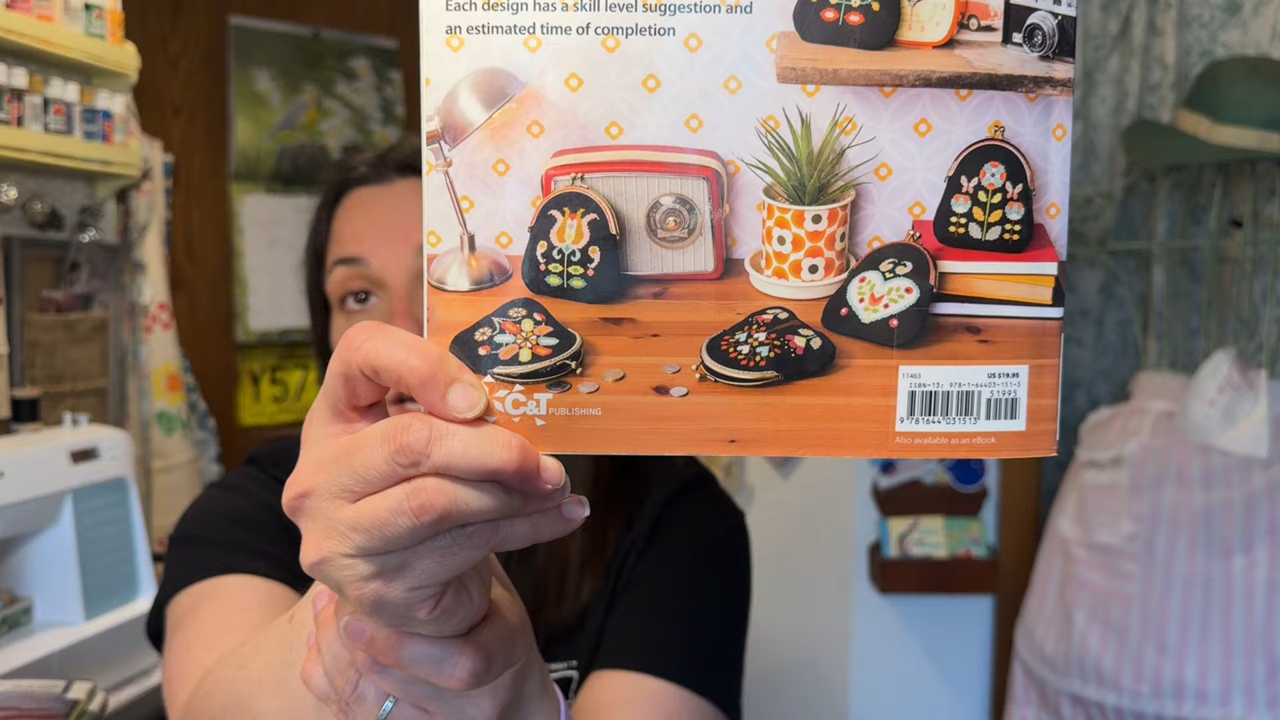 Each design has a skill level suggestion and
an estimated time of completion
Y57
C&T PUBLISHING
11463 US $19.95
ISBN-13: 978-1-64403-151-3
51995
9 781644 031513
Also available as an eBook